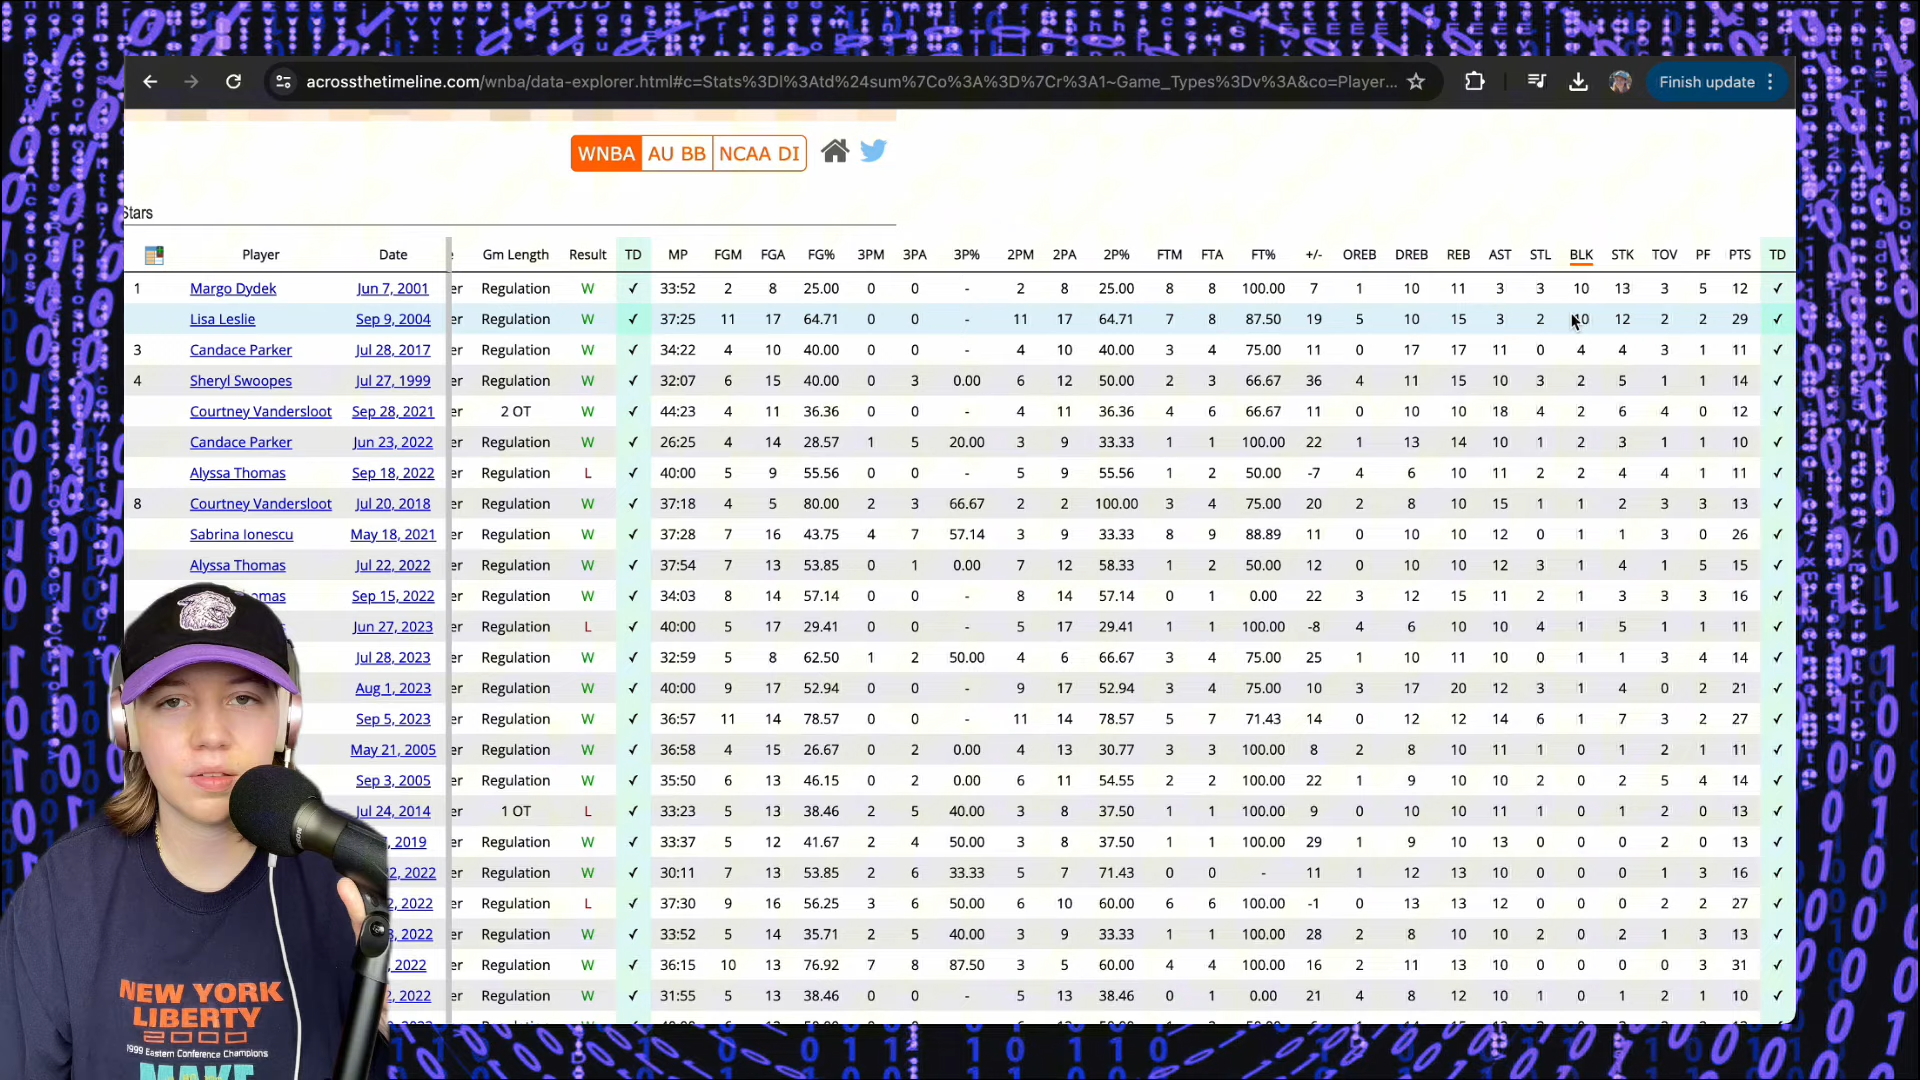 acrossthetimeline.com/wnba/data-explorer.html#c=Stats%3Dl%3Atd%24sum%7Co%3A%3D%7Cr%3A1~Game_Types%3Dv%3A&co=Player... Finish update
WNBA AU BB NCAA DI
Stars
Player Date Gm Length Result TD MP FGM FGA FG% 3PM 3PA 3P% 2PM 2PA 2P% FTM FTA FT% +/- OREB DREB REB AST STL BLK STK TOV PF PTS TD
1 Margo Dydek Jun 7, 2001 er Regulation W ✓ 33:52 2 8 25.00 0 0 - 2 8 25.00 8 8 100.00 7 1 10 11 3 3 10 13 3 5 12 ✓
Lisa Leslie Sep 9, 2004 er Regulation W ✓ 37:25 11 17 64.71 0 0 - 11 17 64.71 7 8 87.50 19 5 10 15 3 2 10 12 2 2 29 ✓
3 Candace Parker Jul 28, 2017 er Regulation W ✓ 34:22 4 10 40.00 0 0 - 4 10 40.00 3 4 75.00 11 0 17 17 11 0 4 4 3 1 11 ✓
4 Sheryl Swoopes Jul 27, 1999 er Regulation W ✓ 32:07 6 15 40.00 0 3 0.00 6 12 50.00 2 3 66.67 36 4 11 15 10 3 2 5 1 1 14 ✓
Courtney Vandersloot Sep 28, 2021 er 2 OT W ✓ 44:23 4 11 36.36 0 0 - 4 11 36.36 4 6 66.67 11 0 10 10 18 4 2 6 4 0 12 ✓
Candace Parker Jun 23, 2022 er Regulation W ✓ 26:25 4 14 28.57 1 5 20.00 3 9 33.33 1 1 100.00 22 1 13 14 10 1 2 3 1 1 10 ✓
Alyssa Thomas Sep 18, 2022 er Regulation L ✓ 40:00 5 9 55.56 0 0 - 5 9 55.56 1 2 50.00 -7 4 6 10 11 2 2 4 4 1 11 ✓
8 Courtney Vandersloot Jul 20, 2018 er Regulation W ✓ 37:18 4 5 80.00 2 3 66.67 2 2 100.00 3 4 75.00 20 2 8 10 15 1 1 2 3 3 13 ✓
Sabrina Ionescu May 18, 2021 er Regulation W ✓ 37:28 7 16 43.75 4 7 57.14 3 9 33.33 8 9 88.89 11 0 10 10 12 0 1 1 3 0 26 ✓
Alyssa Thomas Jul 22, 2022 er Regulation W ✓ 37:54 7 13 53.85 0 1 0.00 7 12 58.33 1 2 50.00 12 0 10 10 12 3 1 4 1 5 15 ✓
omas Sep 15, 2022 er Regulation W ✓ 34:03 8 14 57.14 0 0 - 8 14 57.14 0 1 0.00 22 3 12 15 11 2 1 3 3 3 16 ✓
Jun 27, 2023 er Regulation L ✓ 40:00 5 17 29.41 0 0 - 5 17 29.41 1 1 100.00 -8 4 6 10 10 4 1 5 1 1 11 ✓
Jul 28, 2023 er Regulation W ✓ 32:59 5 8 62.50 1 2 50.00 4 6 66.67 3 4 75.00 25 1 10 11 10 0 1 1 3 4 14 ✓
Aug 1, 2023 er Regulation W ✓ 40:00 9 17 52.94 0 0 - 9 17 52.94 3 4 75.00 10 3 17 20 12 3 1 4 0 2 21 ✓
Sep 5, 2023 er Regulation W ✓ 36:57 11 14 78.57 0 0 - 11 14 78.57 5 7 71.43 14 0 12 12 14 6 1 7 3 2 27 ✓
May 21, 2005 er Regulation W ✓ 36:58 4 15 26.67 0 2 0.00 4 13 30.77 3 3 100.00 8 2 8 10 11 1 0 1 2 1 11 ✓
Sep 3, 2005 er Regulation W ✓ 35:50 6 13 46.15 0 2 0.00 6 11 54.55 2 2 100.00 22 1 9 10 10 2 0 2 5 4 14 ✓
Jul 24, 2014 er 1 OT L ✓ 33:23 5 13 38.46 2 5 40.00 3 8 37.50 1 1 100.00 9 0 10 10 11 1 0 1 2 0 13 ✓
, 2019 er Regulation W ✓ 33:37 5 12 41.67 2 4 50.00 3 8 37.50 1 1 100.00 29 1 9 10 13 0 0 0 2 0 13 ✓
2, 2022 er Regulation W ✓ 30:11 7 13 53.85 2 6 33.33 5 7 71.43 0 0 - 11 1 12 13 10 0 0 0 1 3 16 ✓
2, 2022 er Regulation L ✓ 37:30 9 16 56.25 3 6 50.00 6 10 60.00 6 6 100.00 -1 0 13 13 12 0 0 0 2 2 27 ✓
3, 2022 er Regulation W ✓ 33:52 5 14 35.71 2 5 40.00 3 9 33.33 1 1 100.00 28 2 8 10 10 2 0 2 1 3 13 ✓
, 2022 er Regulation W ✓ 36:15 10 13 76.92 7 8 87.50 3 5 60.00 4 4 100.00 16 2 11 13 10 0 0 0 0 3 31 ✓
2, 2022 er Regulation W ✓ 31:55 5 13 38.46 0 0 - 5 13 38.46 0 1 0.00 21 4 8 12 10 1 0 1 2 1 10 ✓
NEW YORK
LIBERTY
2000
1999 Eastern Conference Champions
MAKE